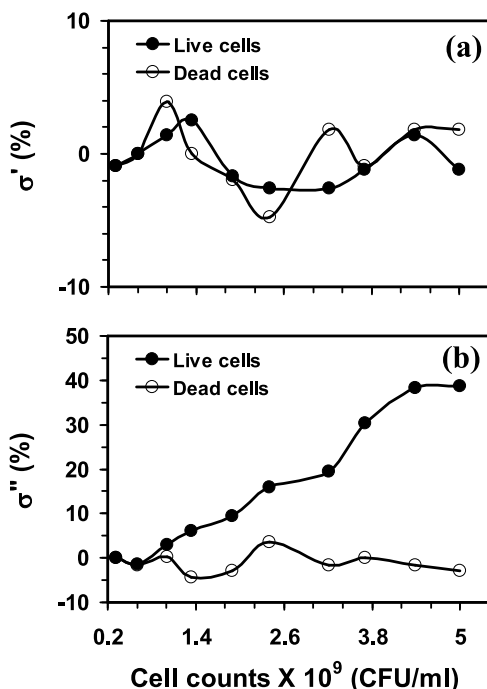 10
(a)
Live cells
Dead cells
σ' (%)
0
-10
50
(b)
Live cells
40
Dead cells
30
σ" (%)
20
10
0
-10
0.2 1.4 2.6 3.8 5
Cell counts X 10⁹ (CFU/ml)